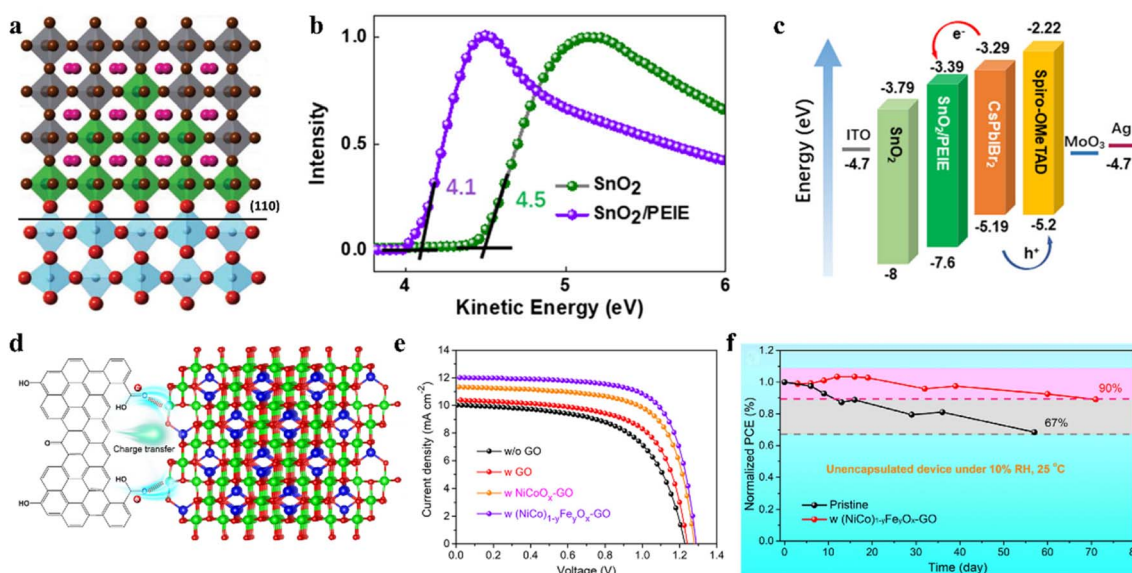 a
(110)
b
Intensity
1.0
0.5
0.0
4.1
4.5
SnO2
SnO2/PEIE
4
5
6
Kinetic Energy (eV)
c
Energy (eV)
ITO
-4.7
-3.79
SnO₂
-8
-3.39
SnO₂/PEIE
-7.6
e⁻
-3.29
CsPbIBr₂
-5.19
-2.22
Spiro-OMeTAD
-5.2
h⁺
MoO₃
Ag
-4.7
d
HO
HO
HO
HO
Charge transfer
e
Current density (mA cm⁻²)
14
12
10
8
6
4
2
0
w/o GO
w GO
w NiCoOₓ-GO
w (NiCo)₁₋yFeyOₓ-GO
0.0 0.2 0.4 0.6 0.8 1.0 1.2 1.4
Voltage (V)
f
Normalized PCE (%)
1.2
1.0
0.8
0.6
0.4
0.2
0.0
90%
67%
Unencapsulated device under 10% RH, 25 °C
Pristine
w (NiCo)₁₋yFeyOₓ-GO
0 10 20 30 40 50 60 70 80
Time (day)